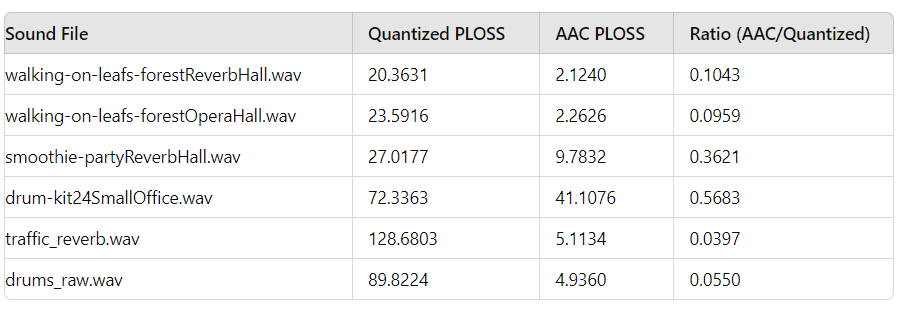 Sound File Quantized PLOSS AAC PLOSS Ratio (AAC/Quantized)
walking-on-leafs-forestReverbHall.wav 20.3631 2.1240 0.1043
walking-on-leafs-forestOperaHall.wav 23.5916 2.2626 0.0959
smoothie-partyReverbHall.wav 27.0177 9.7832 0.3621
drum-kit24SmallOffice.wav 72.3363 41.1076 0.5683
traffic_reverb.wav 128.6803 5.1134 0.0397
drums_raw.wav 89.8224 4.9360 0.0550